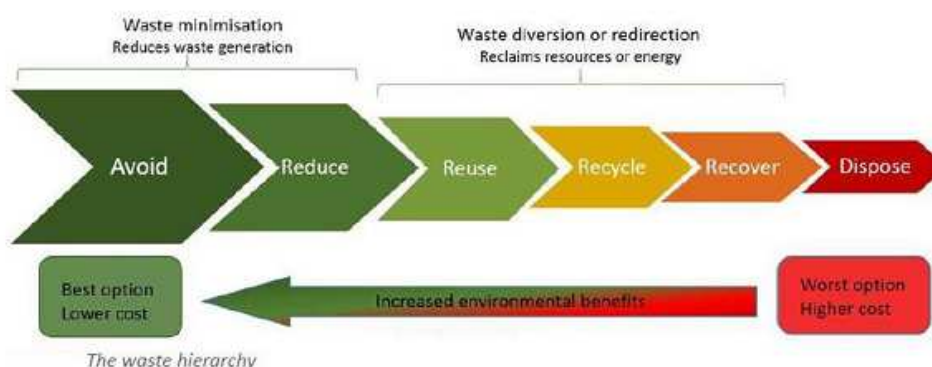 Waste minimisation
Reduces waste generation
Waste diversion or redirection
Reclaims resources or energy
Avoid
Reduce
Reuse
Recycle
Recover
Dispose
Best option
Lower cost
Increased environmental benefits
Worst option
Higher cost
The waste hierarchy